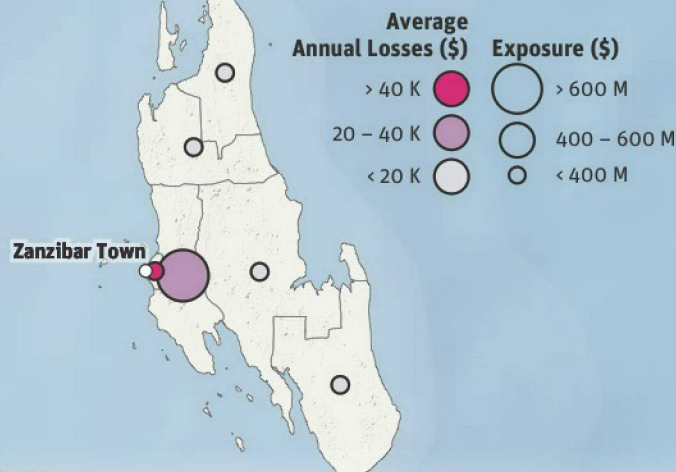 Average
Annual Losses ($)
> 40 K
20 – 40 K
< 20 K
Exposure ($)
> 600 M
400 – 600 M
< 400 M
Zanzibar Town